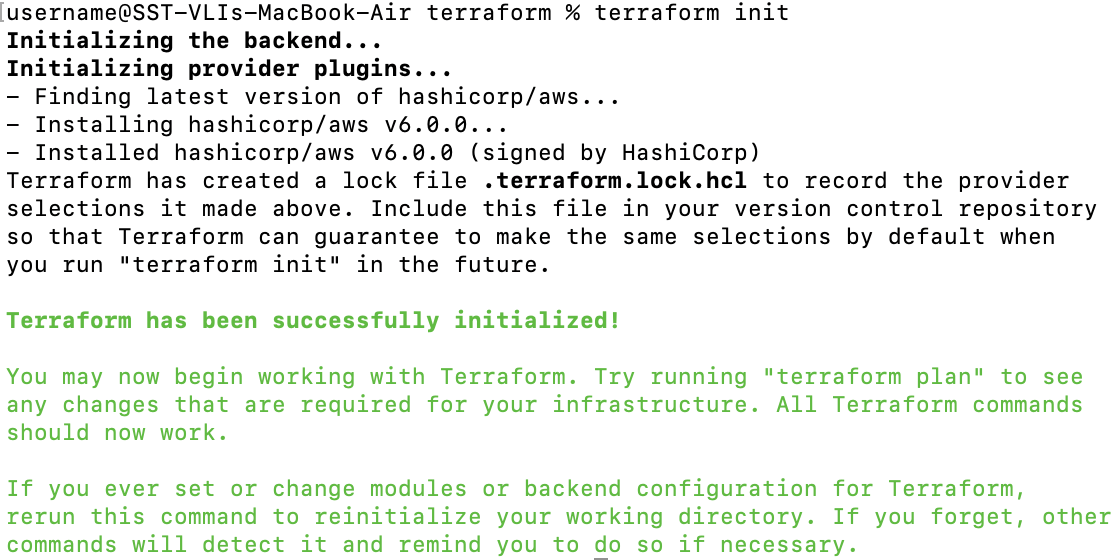 username@SST-VLIs-MacBook-Air terraform % terraform init
Initializing the backend...
Initializing provider plugins...
- Finding latest version of hashicorp/aws...
- Installing hashicorp/aws v6.0.0...
- Installed hashicorp/aws v6.0.0 (signed by HashiCorp)
Terraform has created a lock file .terraform.lock.hcl to record the provider
selections it made above. Include this file in your version control repository
so that Terraform can guarantee to make the same selections by default when
you run "terraform init" in the future.
Terraform has been successfully initialized!
You may now begin working with Terraform. Try running "terraform plan" to see
any changes that are required for your infrastructure. All Terraform commands
should now work.
If you ever set or change modules or backend configuration for Terraform,
rerun this command to reinitialize your working directory. If you forget, other
commands will detect it and remind you to do so if necessary.